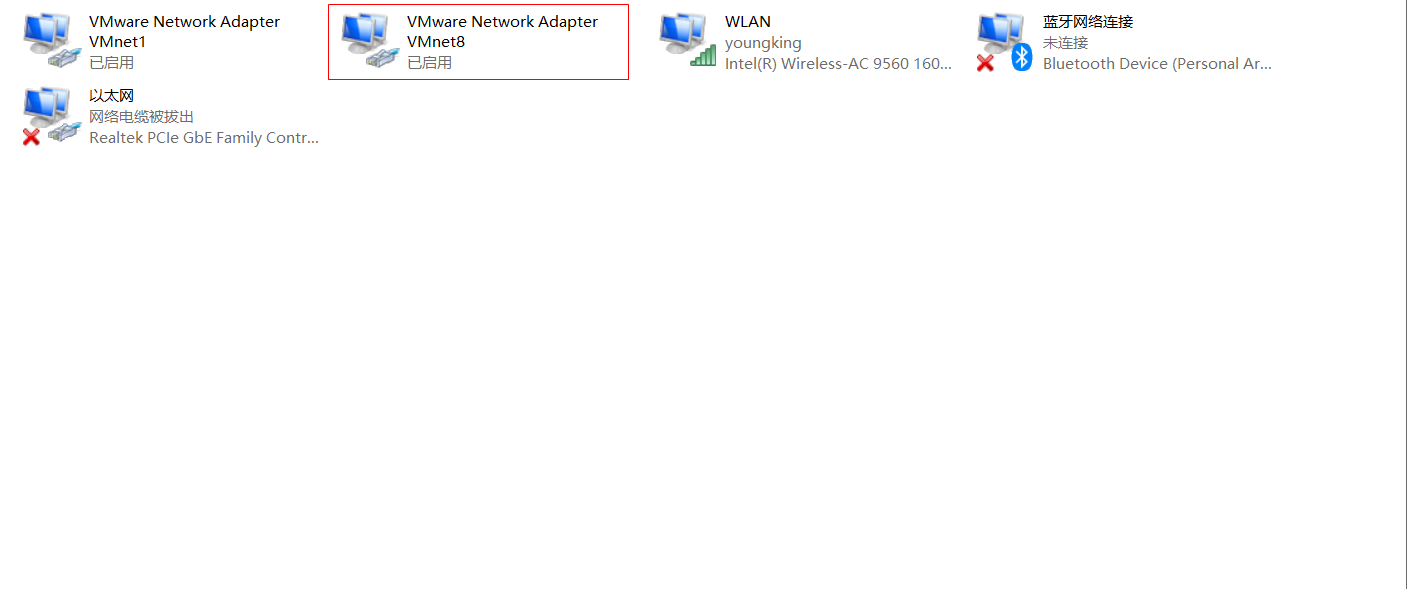 VMware Network Adapter
VMnet1
已启用
VMware Network Adapter
VMnet8
已启用
WLAN
youngking
Intel(R) Wireless-AC 9560 160...
蓝牙网络连接
未连接
Bluetooth Device (Personal Ar...
以太网
网络电缆被拔出
Realtek PCIe GbE Family Contr...